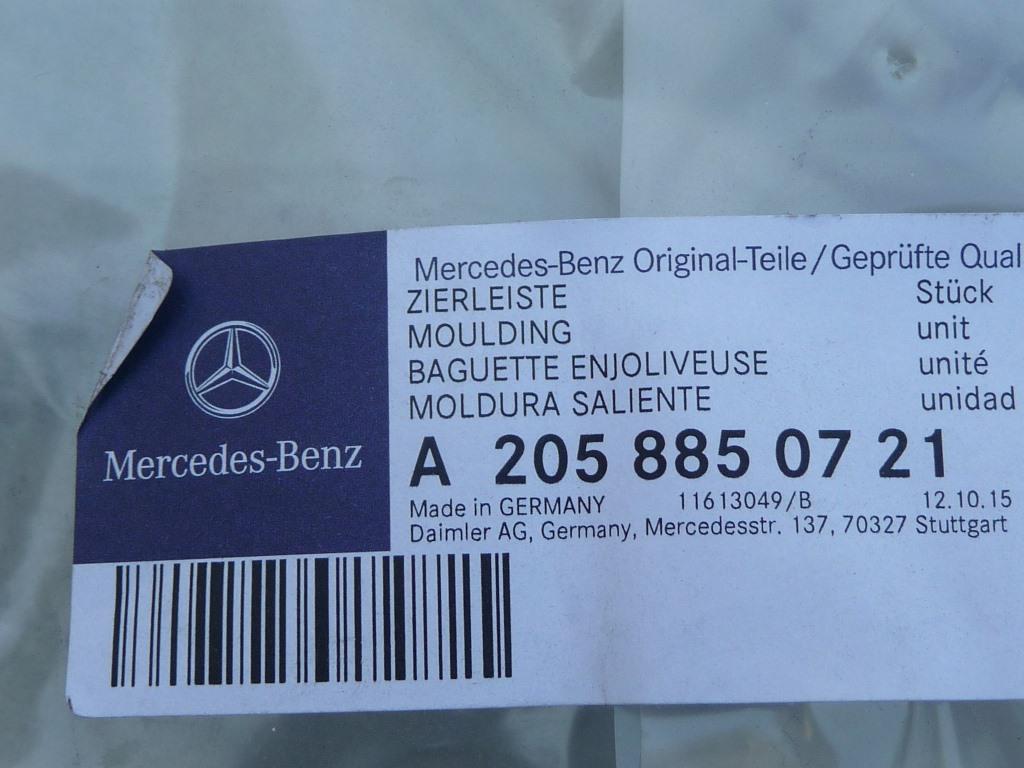 Mercedes-Benz Original-Teile/Geprüfte Qual
ZIERLEISTE Stück
MOULDING unit
BAGUETTE ENJOLIVEUSE unité
MOLDURA SALIENTE unidad
A 205 885 07 21
Mercedes-Benz
Made in GERMANY 11613049/B 12.10.15
Daimler AG, Germany, Mercedesstr. 137, 70327 Stuttgart